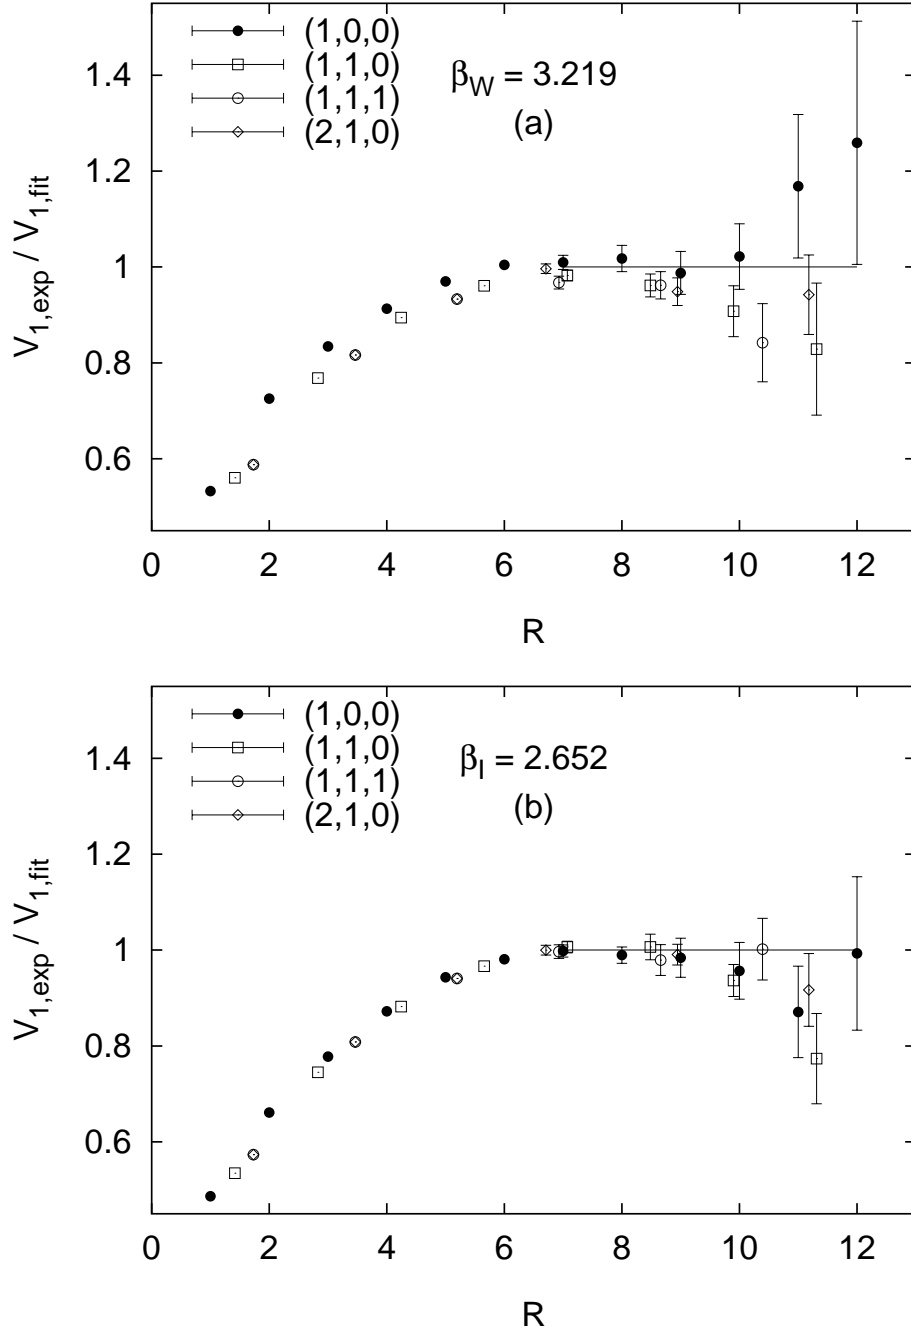 (1,0,0)
(1,1,0)
(1,1,1)
(2,1,0)
β_W = 3.219
(a)
1.4
1.2
1
0.8
0.6
V_1,exp / V_1,fit
0 2 4 6 8 10 12
R
(1,0,0)
(1,1,0)
(1,1,1)
(2,1,0)
β_I = 2.652
(b)
1.4
1.2
1
0.8
0.6
V_1,exp / V_1,fit
0 2 4 6 8 10 12
R